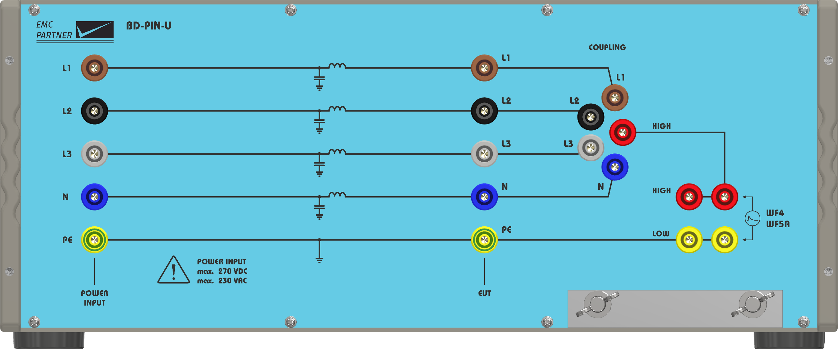 EMC
PARTNER
BD-PIN-U
COUPLING
L1
L1
L1
L2
L2
L2
HIGH
L3
L3
L3
N
N
N
HIGH
WF4
WF5A
PE
PE
LOW
POWER INPUT
max. 270 VDC
max. 230 VAC
POWER
INPUT
EUT